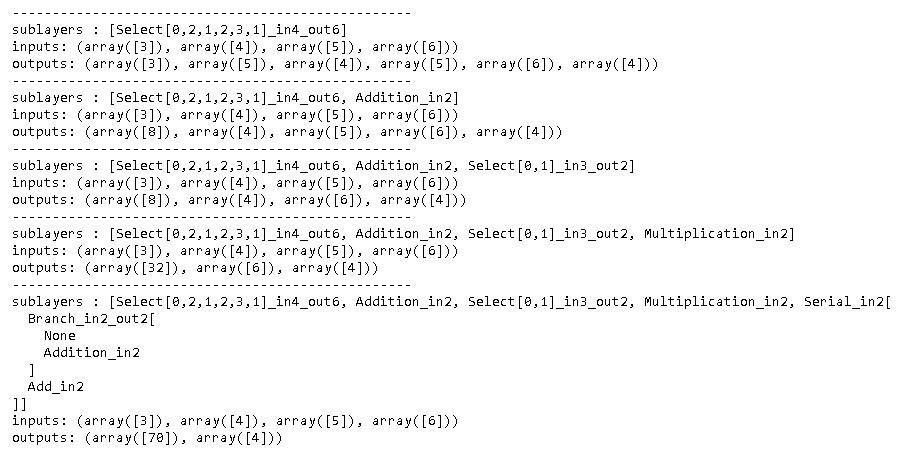 --------------------------------------------------
sublayers : [Select[0,2,1,2,3,1]_in4_out6]
inputs: (array([3]), array([4]), array([5]), array([6]))
outputs: (array([3]), array([5]), array([4]), array([5]), array([6]), array([4]))
--------------------------------------------------
sublayers : [Select[0,2,1,2,3,1]_in4_out6, Addition_in2]
inputs: (array([3]), array([4]), array([5]), array([6]))
outputs: (array([8]), array([4]), array([5]), array([6]), array([4]))
--------------------------------------------------
sublayers : [Select[0,2,1,2,3,1]_in4_out6, Addition_in2, Select[0,1]_in3_out2]
inputs: (array([3]), array([4]), array([5]), array([6]))
outputs: (array([8]), array([4]), array([6]), array([4]))
--------------------------------------------------
sublayers : [Select[0,2,1,2,3,1]_in4_out6, Addition_in2, Select[0,1]_in3_out2, Multiplication_in2]
inputs: (array([3]), array([4]), array([5]), array([6]))
outputs: (array([32]), array([6]), array([4]))
--------------------------------------------------
sublayers : [Select[0,2,1,2,3,1]_in4_out6, Addition_in2, Select[0,1]_in3_out2, Multiplication_in2, Serial_in2[
  Branch_in2_out2[
    None
    Addition_in2
  ]
  Add_in2
]]
inputs: (array([3]), array([4]), array([5]), array([6]))
outputs: (array([70]), array([4]))